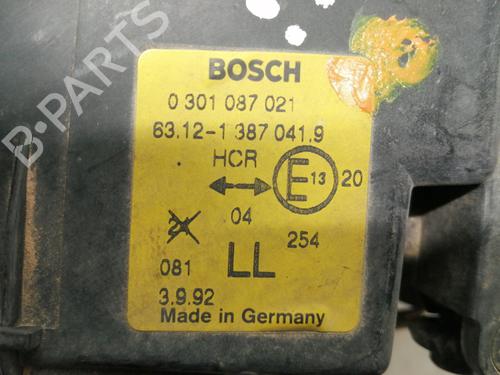 BOSCH
0 301 087 021
63.12-1 387 041.9
HCR
E 13 20
24 04
254
081 LL
3.9.92
Made in Germany
B-PARTS